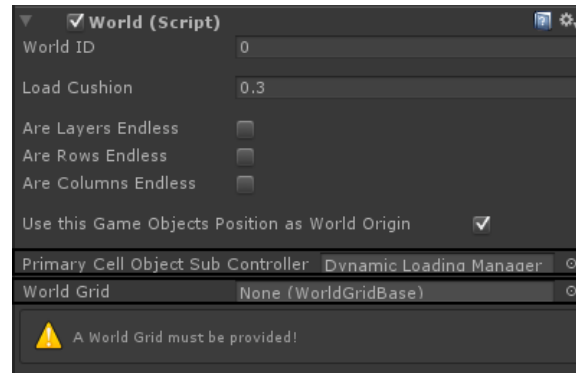 World (Script)
World ID 0
Load Cushion 0.3
Are Layers Endless
Are Rows Endless
Are Columns Endless
Use this Game Objects Position as World Origin
Primary Cell Object Sub Controller Dynamic Loading Manager
World Grid None (WorldGridBase)
A World Grid must be provided!